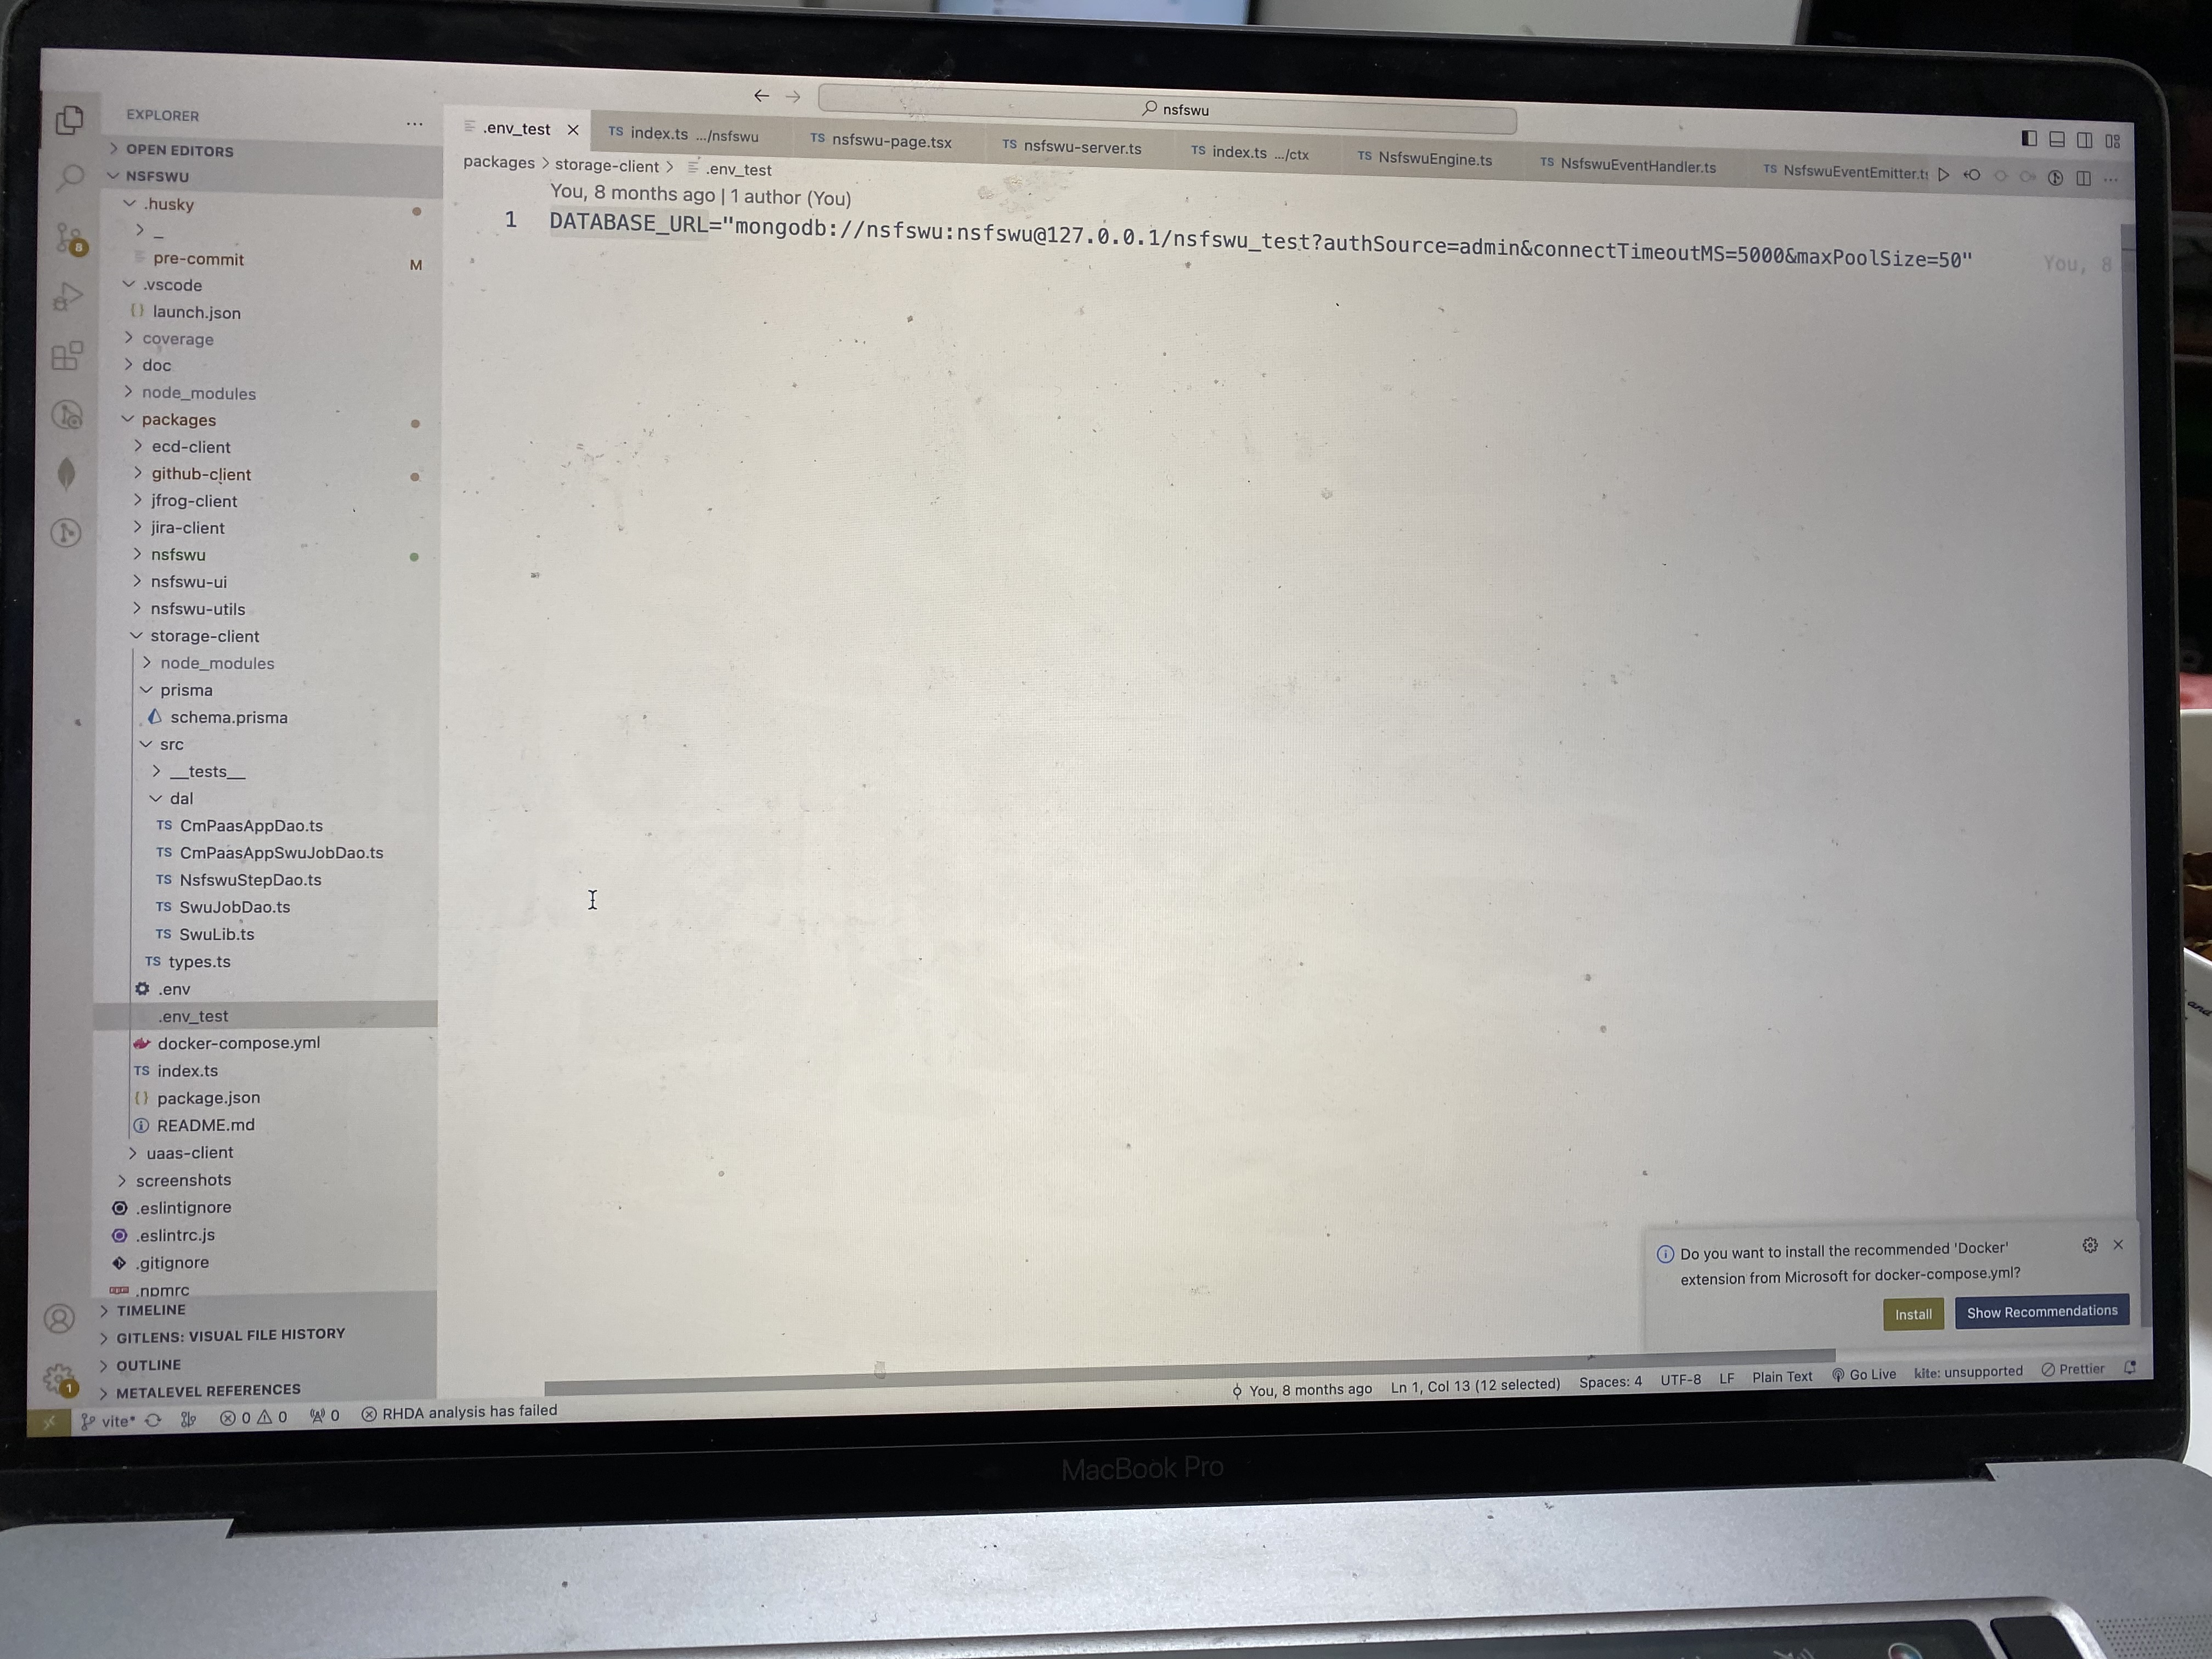 nsfswu
EXPLORER
...
OPEN EDITORS
NSFSWU
.husky
_
pre-commit
M
.vscode
{} launch.json
coverage
doc
node_modules
packages
ecd-client
github-client
jfrog-client
jira-client
nsfswu
nsfswu-ui
nsfswu-utils
storage-client
node_modules
prisma
schema.prisma
src
__tests__
dal
TS CmPaasAppDao.ts
TS CmPaasAppSwuJobDao.ts
TS NsfswuStepDao.ts
TS SwuJobDao.ts
TS SwuLib.ts
TS types.ts
.env
.env_test
docker-compose.yml
TS index.ts
{} package.json
README.md
uaas-client
screenshots
.eslintignore
.eslintrc.js
.gitignore
.npmrc
TIMELINE
GITLENS: VISUAL FILE HISTORY
OUTLINE
METALEVEL REFERENCES
8
1
.env_test
TS index.ts .../nsfswu
TS nsfswu-page.tsx
TS nsfswu-server.ts
TS index.ts .../ctx
TS NsfswuEngine.ts
TS NsfswuEventHandler.ts
TS NsfswuEventEmitter.t
packages > storage-client > .env_test
You, 8 months ago | 1 author (You)
1 DATABASE_URL="mongodb://nsfswu:nsfswu@127.0.0.1/nsfswu_test?authSource=admin&connectTimeoutMS=5000&maxPoolSize=50" You, 8
Do you want to install the recommended 'Docker'
extension from Microsoft for docker-compose.yml?
Install
Show Recommendations
vite*
0 0
0
RHDA analysis has failed
You, 8 months ago
Ln 1, Col 13 (12 selected)
Spaces: 4
UTF-8
LF
Plain Text
Go Live
kite: unsupported
Prettier
MacBook Pro
and